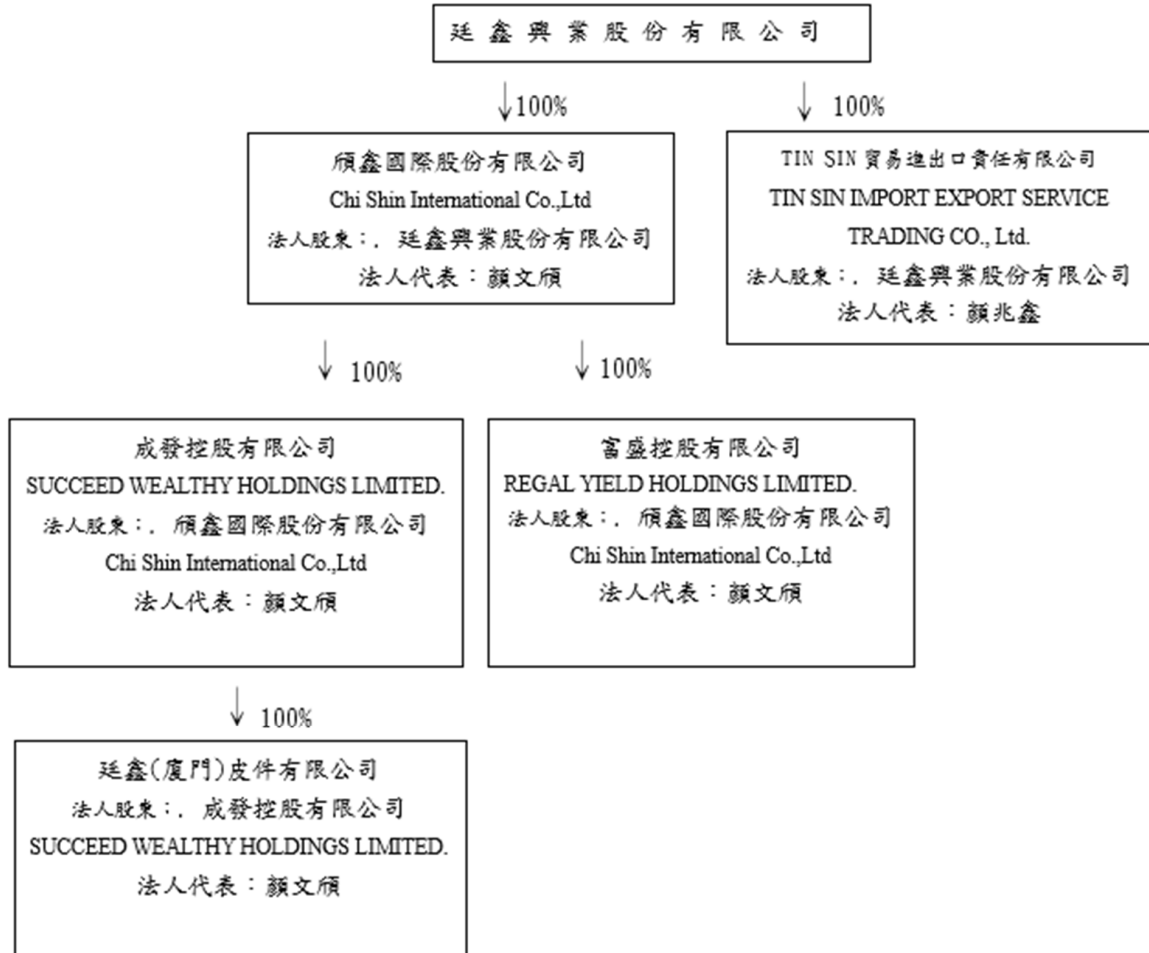 廷鑫興業股份有限公司
100%
100%
頎鑫國際股份有限公司
Chi Shin International Co.,Ltd
法人股東:. 廷鑫興業股份有限公司
法人代表：顏文頎
TIN SIN 貿易進出口責任有限公司
TIN SIN IMPORT EXPORT SERVICE
TRADING CO., Ltd.
法人股東:. 廷鑫興業股份有限公司
法人代表：顏兆鑫
100%
100%
成發控股有限公司
SUCCEED WEALTHY HOLDINGS LIMITED.
法人股東:. 頎鑫國際股份有限公司
Chi Shin International Co.,Ltd
法人代表：顏文頎
富盛控股有限公司
REGAL YIELD HOLDINGS LIMITED.
法人股東:. 頎鑫國際股份有限公司
Chi Shin International Co.,Ltd
法人代表：顏文頎
100%
廷鑫(廈門)皮件有限公司
法人股東:. 成發控股有限公司
SUCCEED WEALTHY HOLDINGS LIMITED.
法人代表：顏文頎